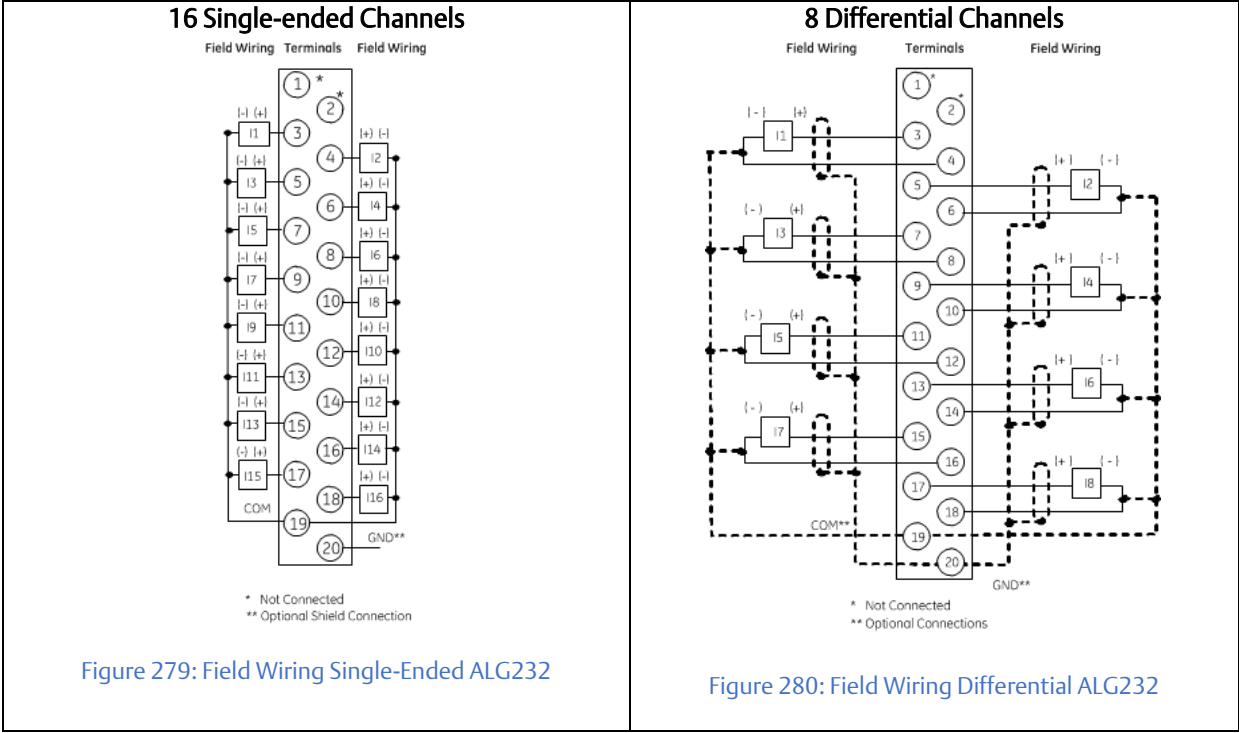 16 Single-ended Channels
Field Wiring Terminals Field Wiring
1 *
2 *
(-) (+)
I1 3
(+) (-)
4 I2
(-) (+)
I3 5
(+) (-)
6 I4
(-) (+)
I5 7
(+) (-)
8 I6
(-) (+)
I7 9
(+) (-)
10 I8
(-) (+)
I9 11
(+) (-)
12 I10
(-) (+)
I11 13
(+) (-)
14 I12
(-) (+)
I13 15
(+) (-)
16 I14
(-) (+)
I15 17
(+) (-)
18 I16
COM
19
20 GND**
* Not Connected
** Optional Shield Connection
Figure 279: Field Wiring Single-Ended ALG232
8 Differential Channels
Field Wiring Terminals Field Wiring
1 *
2 *
(-) (+)
I1 3
4
(+) (-)
5 I2
6
(-) (+)
I3 7
8
(+) (-)
9 I4
10
(-) (+)
I5 11
12
(+) (-)
13 I6
14
(-) (+)
I7 15
16
(+) (-)
17 I8
18
COM** 19
20
GND**
* Not Connected
** Optional Connections
Figure 280: Field Wiring Differential ALG232